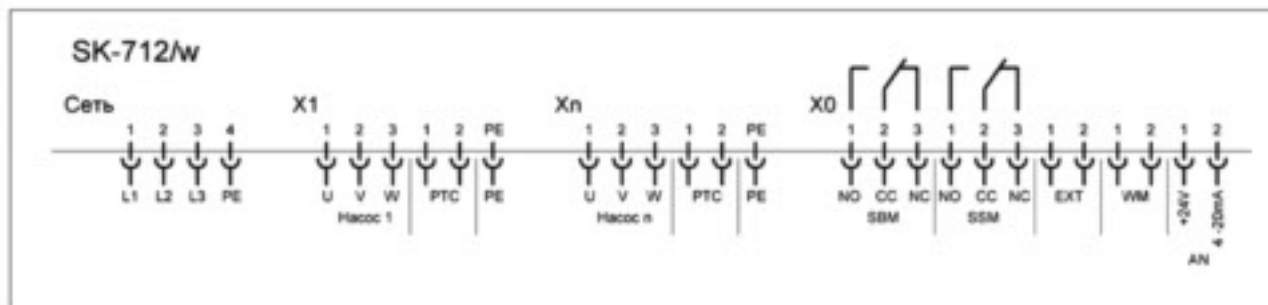 SK-712/w
Сеть X1 Xn X0
1 2 3 4 1 2 3 1 2 PE 1 2 3 1 2 PE 1 2 3 1 2 3 1 2 1 2 1 2
L1 L2 L3 PE U V W PTC PE U V W PTC PE NO CC NC NO CC NC EXT WM +24V 4 -20mA
Насос 1 Насос n SBM SSM
AN